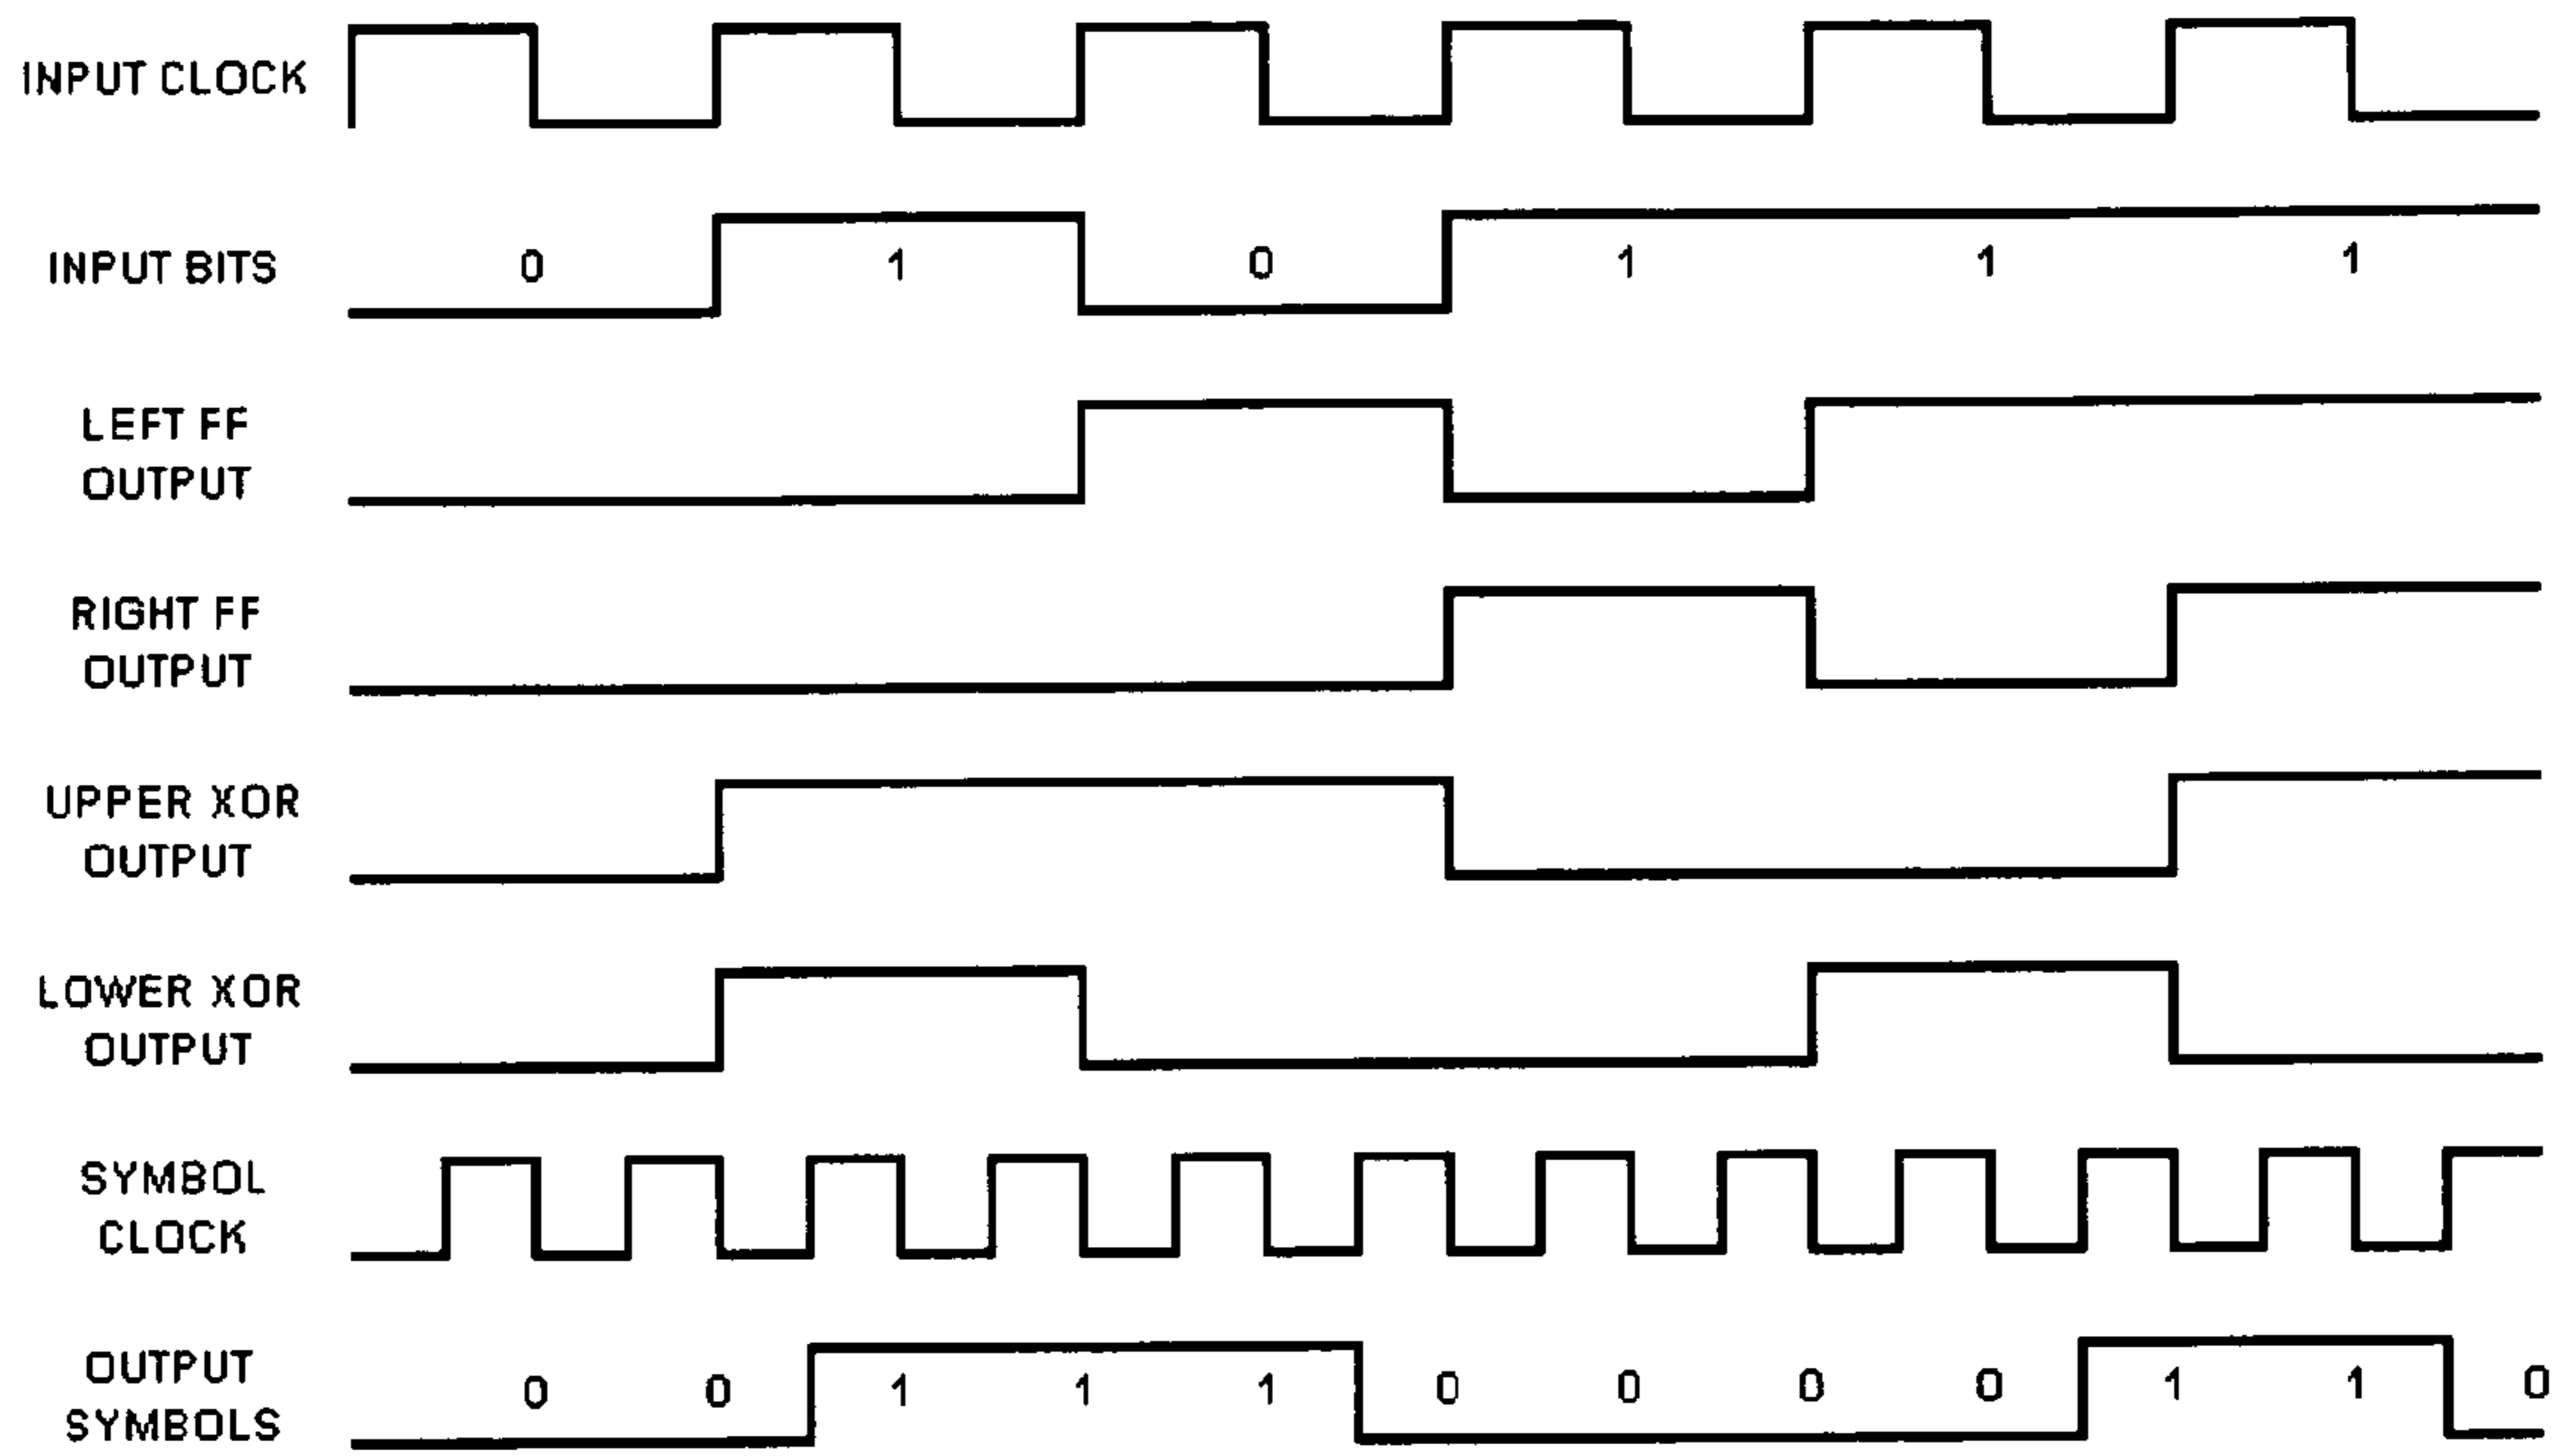 INPUT CLOCK
INPUT BITS
0 1 0 1 1 1
LEFT FF
OUTPUT
RIGHT FF
OUTPUT
UPPER XOR
OUTPUT
LOWER XOR
OUTPUT
SYMBOL
CLOCK
OUTPUT
SYMBOLS
0 0 1 1 1 0 0 0 0 1 1 0